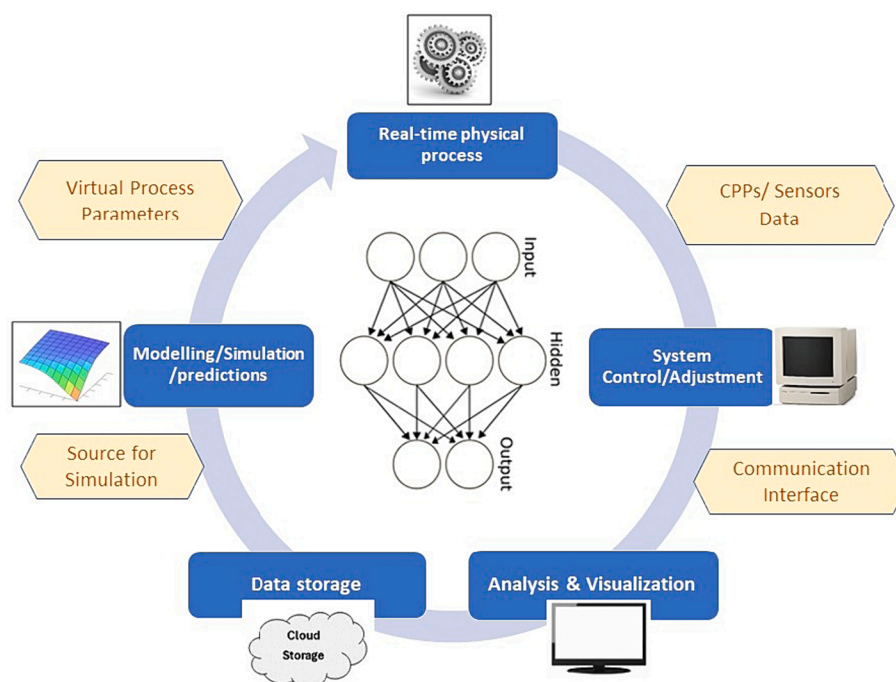 Real-time physical
process
Virtual Process
Parameters
CPPs/ Sensors
Data
Input
Hidden
Output
Modelling/Simulation
/predictions
System
Control/Adjustment
Source for
Simulation
Communication
Interface
Data storage
Analysis & Visualization
Cloud
Storage